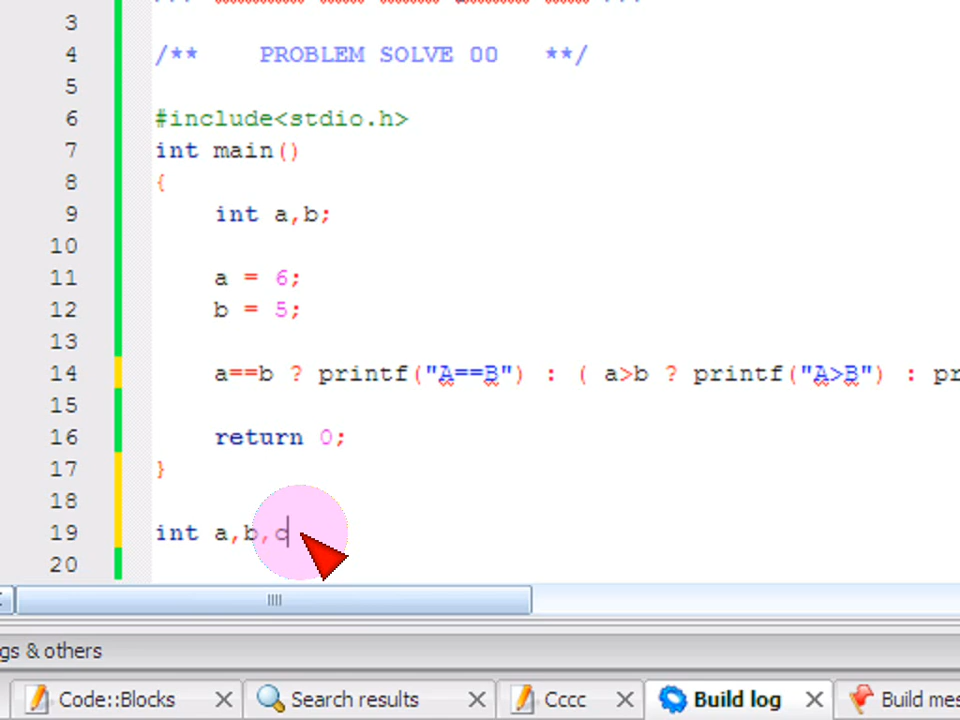 3
4 /** PROBLEM SOLVE 00 **/
5
6 #include<stdio.h>
7 int main()
8 {
9 int a,b;
10
11 a = 6;
12 b = 5;
13
14 a==b ? printf("A==B") : ( a>b ? printf("A>B") : pr
15
16 return 0;
17 }
18
19 int a,b,c
20
gs & others
Code::Blocks Search results Cccc Build log Build mes